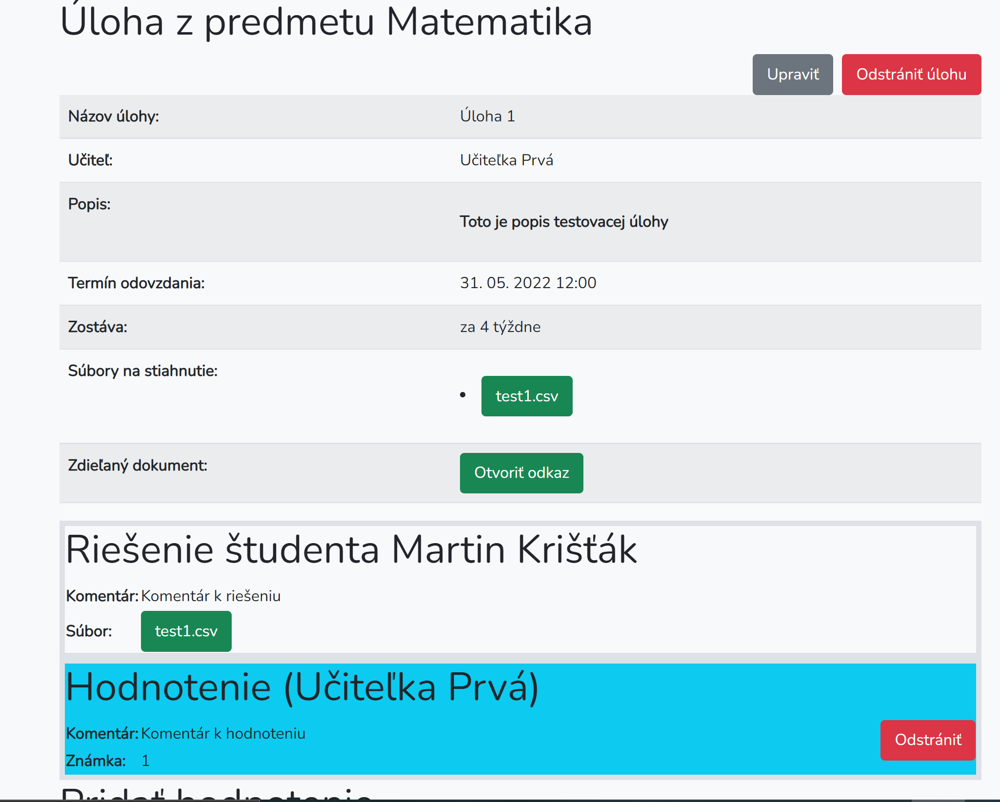 Úloha z predmetu Matematika
Upraviť Odstrániť úlohu
Názov úlohy: Úloha 1
Učiteľ: Učiteľka Prvá
Popis:
Toto je popis testovacej úlohy
Termín odovzdania: 31. 05. 2022 12:00
Zostáva: za 4 týždne
Súbory na stiahnutie:
• test1.csv
Zdieľaný dokument: Otvoriť odkaz
Riešenie študenta Martin Krišťák
Komentár: Komentár k riešeniu
Súbor: test1.csv
Hodnotenie (Učiteľka Prvá)
Komentár: Komentár k hodnoteniu
Odstrániť
Známka: 1
Pridať hodnotenie